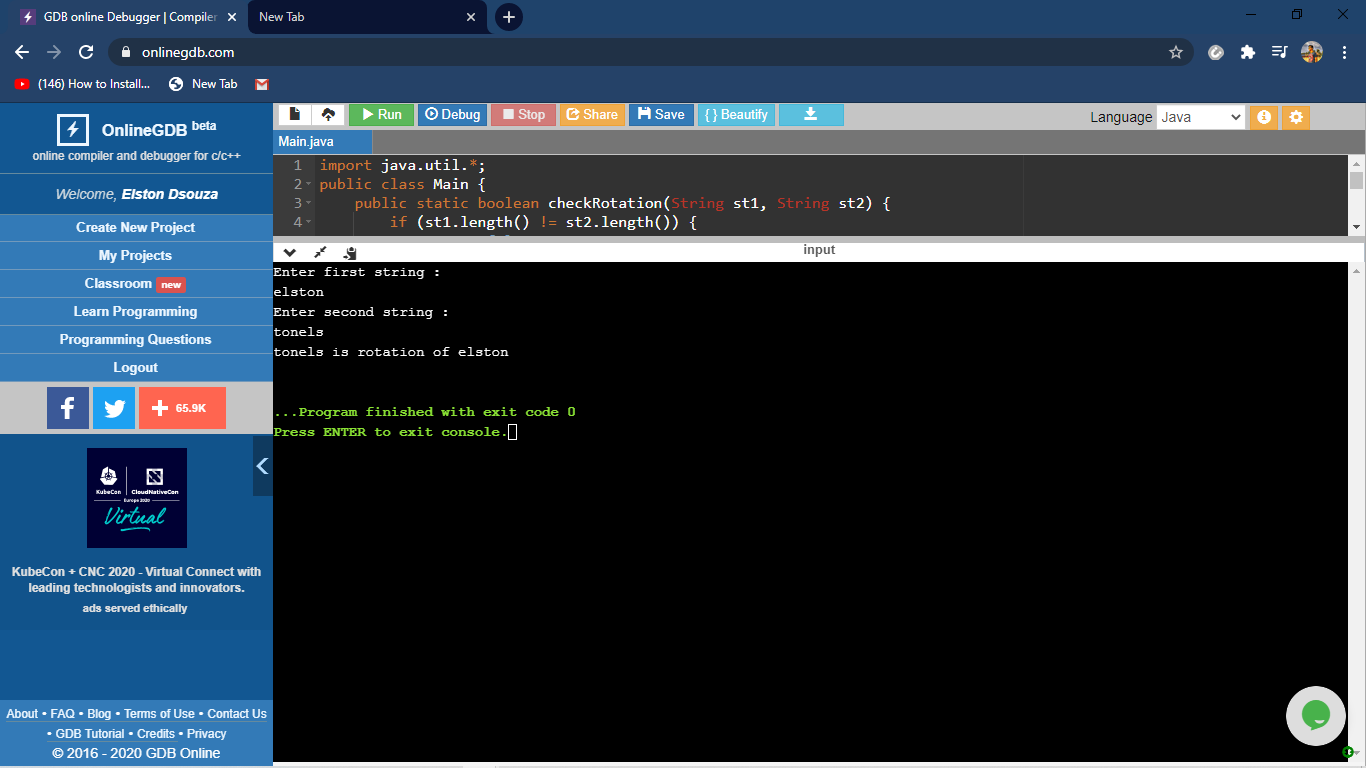 GDB online Debugger | Compiler
New Tab
onlinegdb.com
(146) How to Install...
New Tab
OnlineGDB beta
online compiler and debugger for c/c++
Welcome, Elston Dsouza
Create New Project
My Projects
Classroom new
Learn Programming
Programming Questions
Logout
65.9K
KubeCon CloudNativeCon
Europe 2020
Virtual
KubeCon + CNC 2020 - Virtual Connect with
leading technologists and innovators.
ads served ethically
About • FAQ • Blog • Terms of Use • Contact Us
• GDB Tutorial • Credits • Privacy
© 2016 - 2020 GDB Online
Run Debug Stop Share Save { } Beautify
Language Java
Main.java
1 import java.util.*;
2 public class Main {
3 public static boolean checkRotation(String st1, String st2) {
4 if (st1.length() != st2.length()) {
input
Enter first string :
elston
Enter second string :
tonels
tonels is rotation of elston
...Program finished with exit code 0
Press ENTER to exit console.